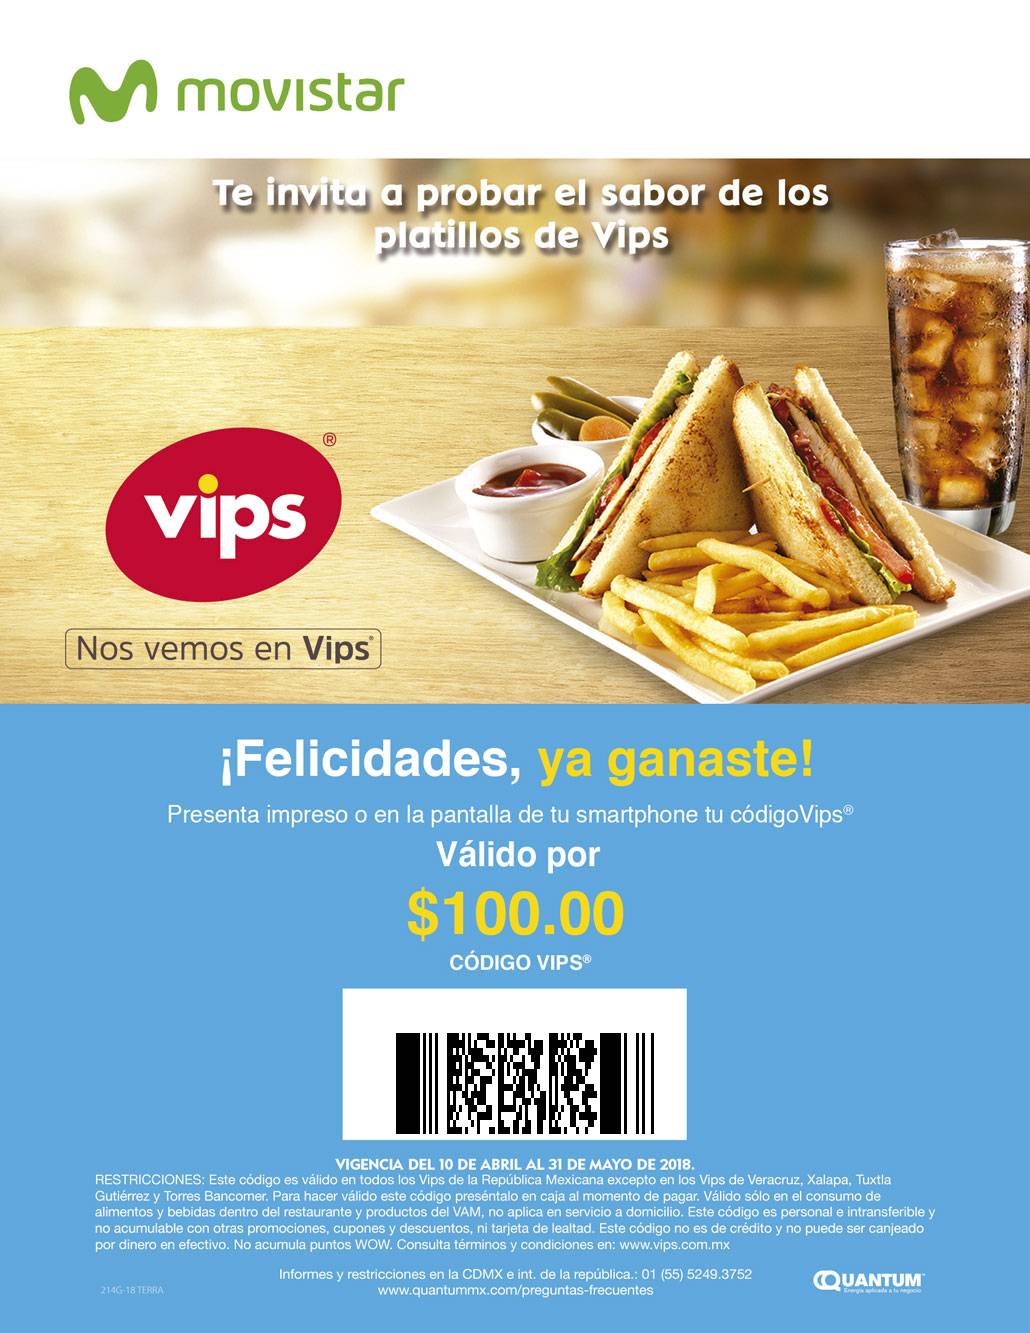 movistar
Te invita a probar el sabor de los
platillos de Vips
vips®
Nos vemos en Vips®
¡Felicidades, ya ganaste!
Presenta impreso o en la pantalla de tu smartphone tu códigoVips®
Válido por
$100.00
CÓDIGO VIPS®
VIGENCIA DEL 10 DE ABRIL AL 31 DE MAYO DE 2018.
RESTRICCIONES: Este código es válido en todos los Vips de la República Mexicana excepto en los Vips de Veracruz, Xalapa, Tuxtla
Gutiérrez y Torres Bancomer. Para hacer válido este código preséntalo en caja al momento de pagar. Válido sólo en el consumo de
alimentos y bebidas dentro del restaurante y productos del VAM, no aplica en servicio a domicilio. Este código es personal e intransferible y
no acumulable con otras promociones, cupones y descuentos, ni tarjeta de lealtad. Este código no es de crédito y no puede ser canjeado
por dinero en efectivo. No acumula puntos WOW. Consulta términos y condiciones en: www.vips.com.mx
Informes y restricciones en la CDMX e int. de la república.: 01 (55) 5249.3752
www.quantummx.com/preguntas-frecuentes
214G-18 TERRA
QUANTUM
Energía aplicada a tu negocio